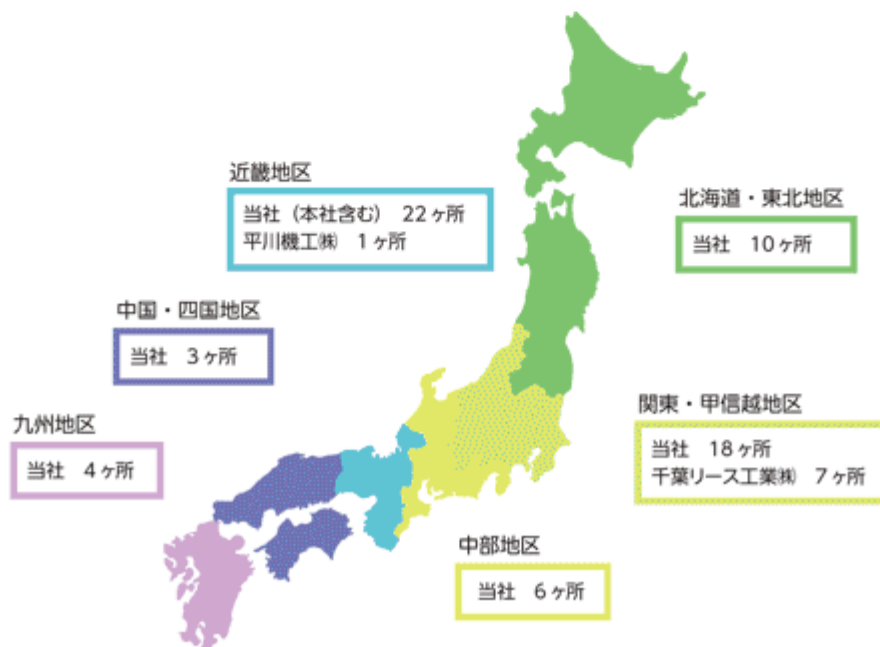 近畿地区
当社（本社含む） 22ヶ所
平川機工㈱ 1ヶ所
北海道・東北地区
当社 10ヶ所
中国・四国地区
当社 3ヶ所
関東・甲信越地区
当社 18ヶ所
千葉リース工業㈱ 7ヶ所
九州地区
当社 4ヶ所
中部地区
当社 6ヶ所